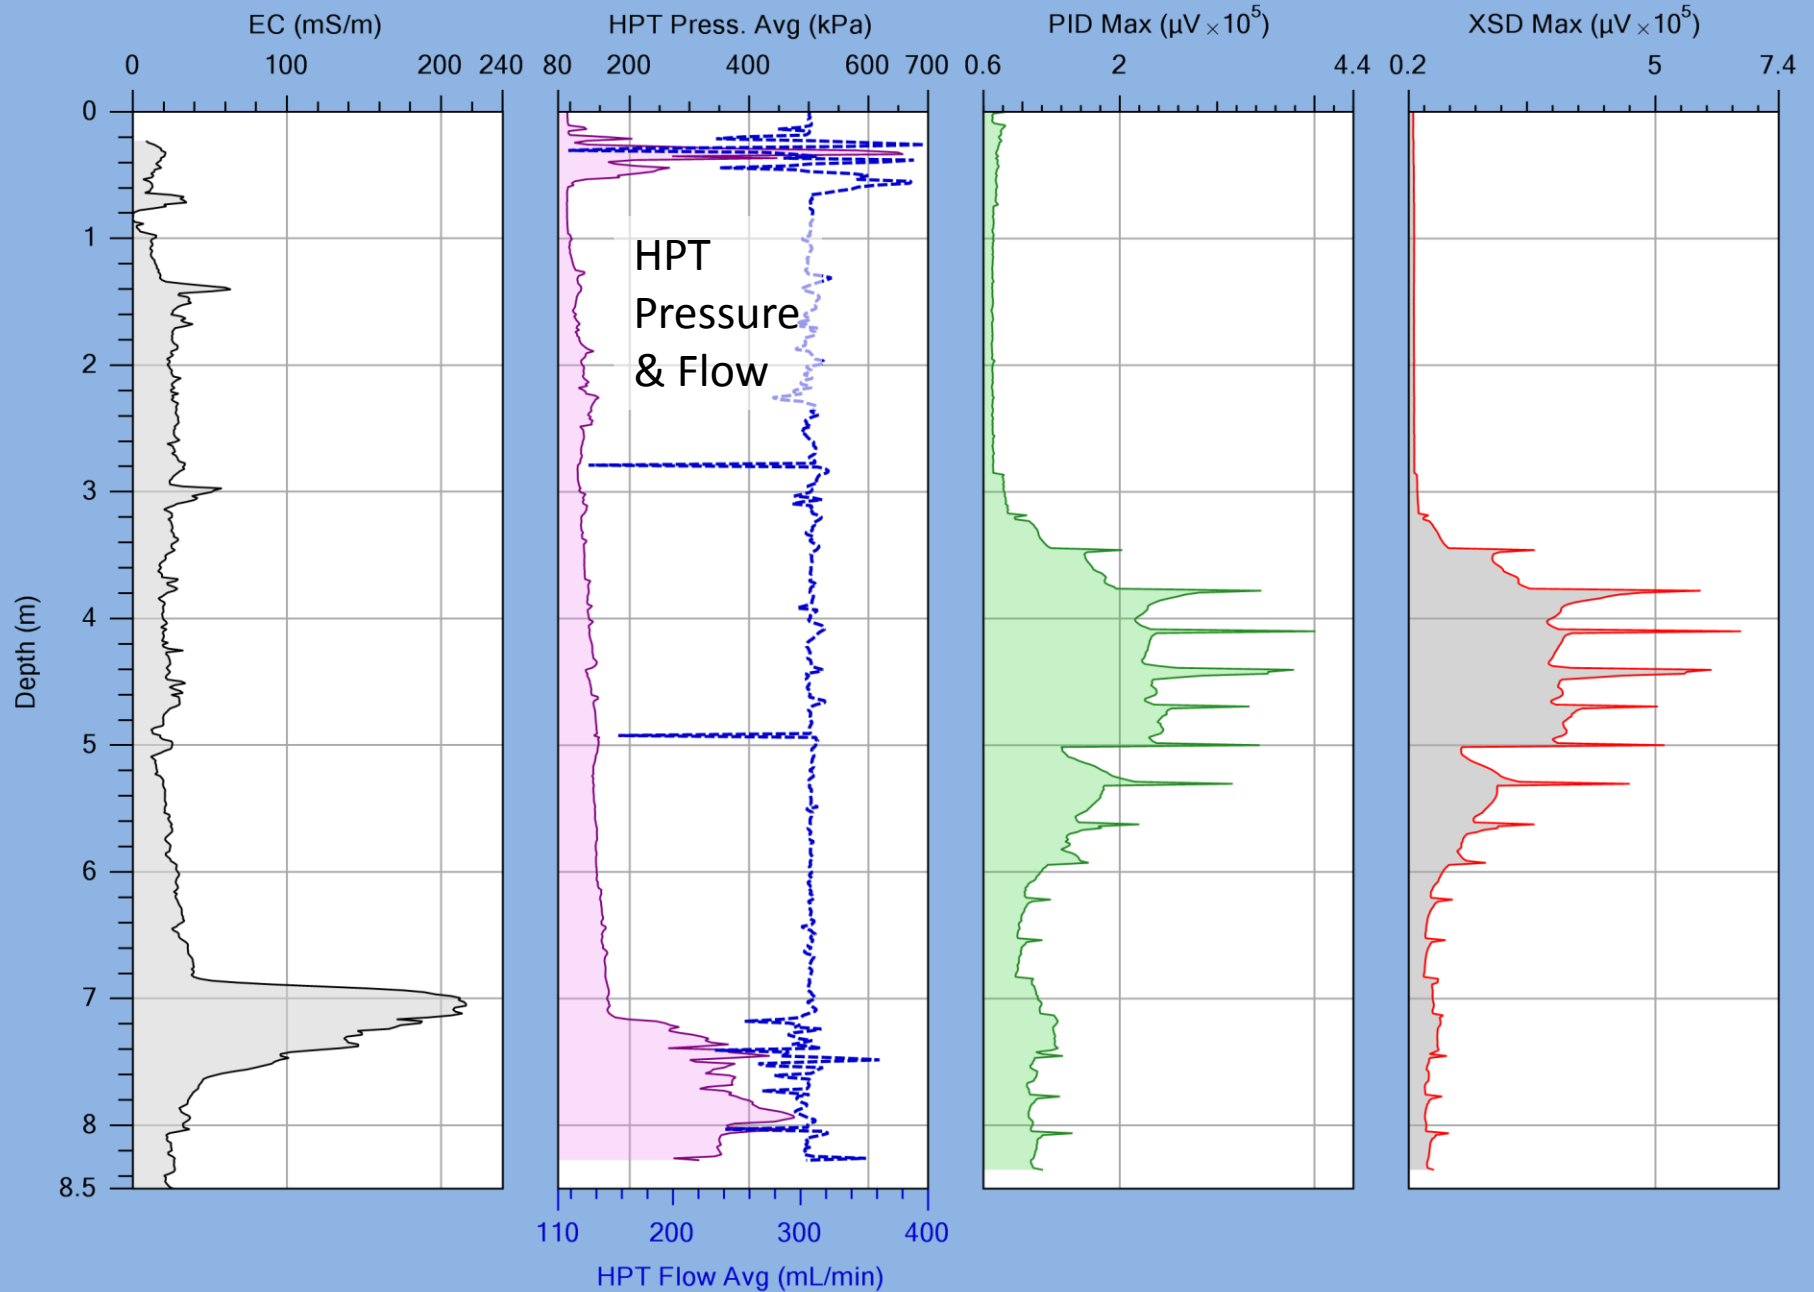 EC (mS/m)
HPT Press. Avg (kPa)
PID Max (µV ×10⁵)
XSD Max (µV ×10⁵)
0 100 200 240
80 200 400 600 700
0.6 2 4.4
0.2 5 7.4
0
1
2
3
4
5
6
7
8
8.5
Depth (m)
HPT
Pressure
& Flow
110 200 300 400
HPT Flow Avg (mL/min)